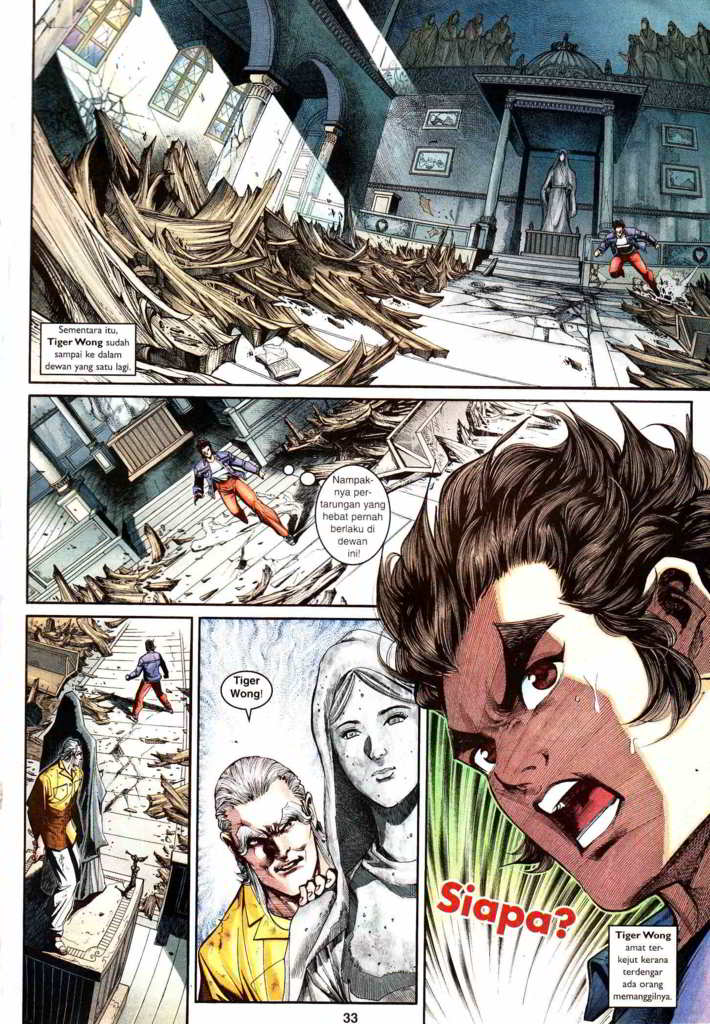 Sementara itu,
Tiger Wong sudah
sampai ke dalam
dewan yang satu lagi.
Nampak-
nya per-
tarungan yang
hebat pernah
berlaku di
dewan
ini!
Tiger
Wong!
Siapa?
Tiger Wong
amat ter-
kejut kerana
terdengar
ada orang
memanggilnya.
33